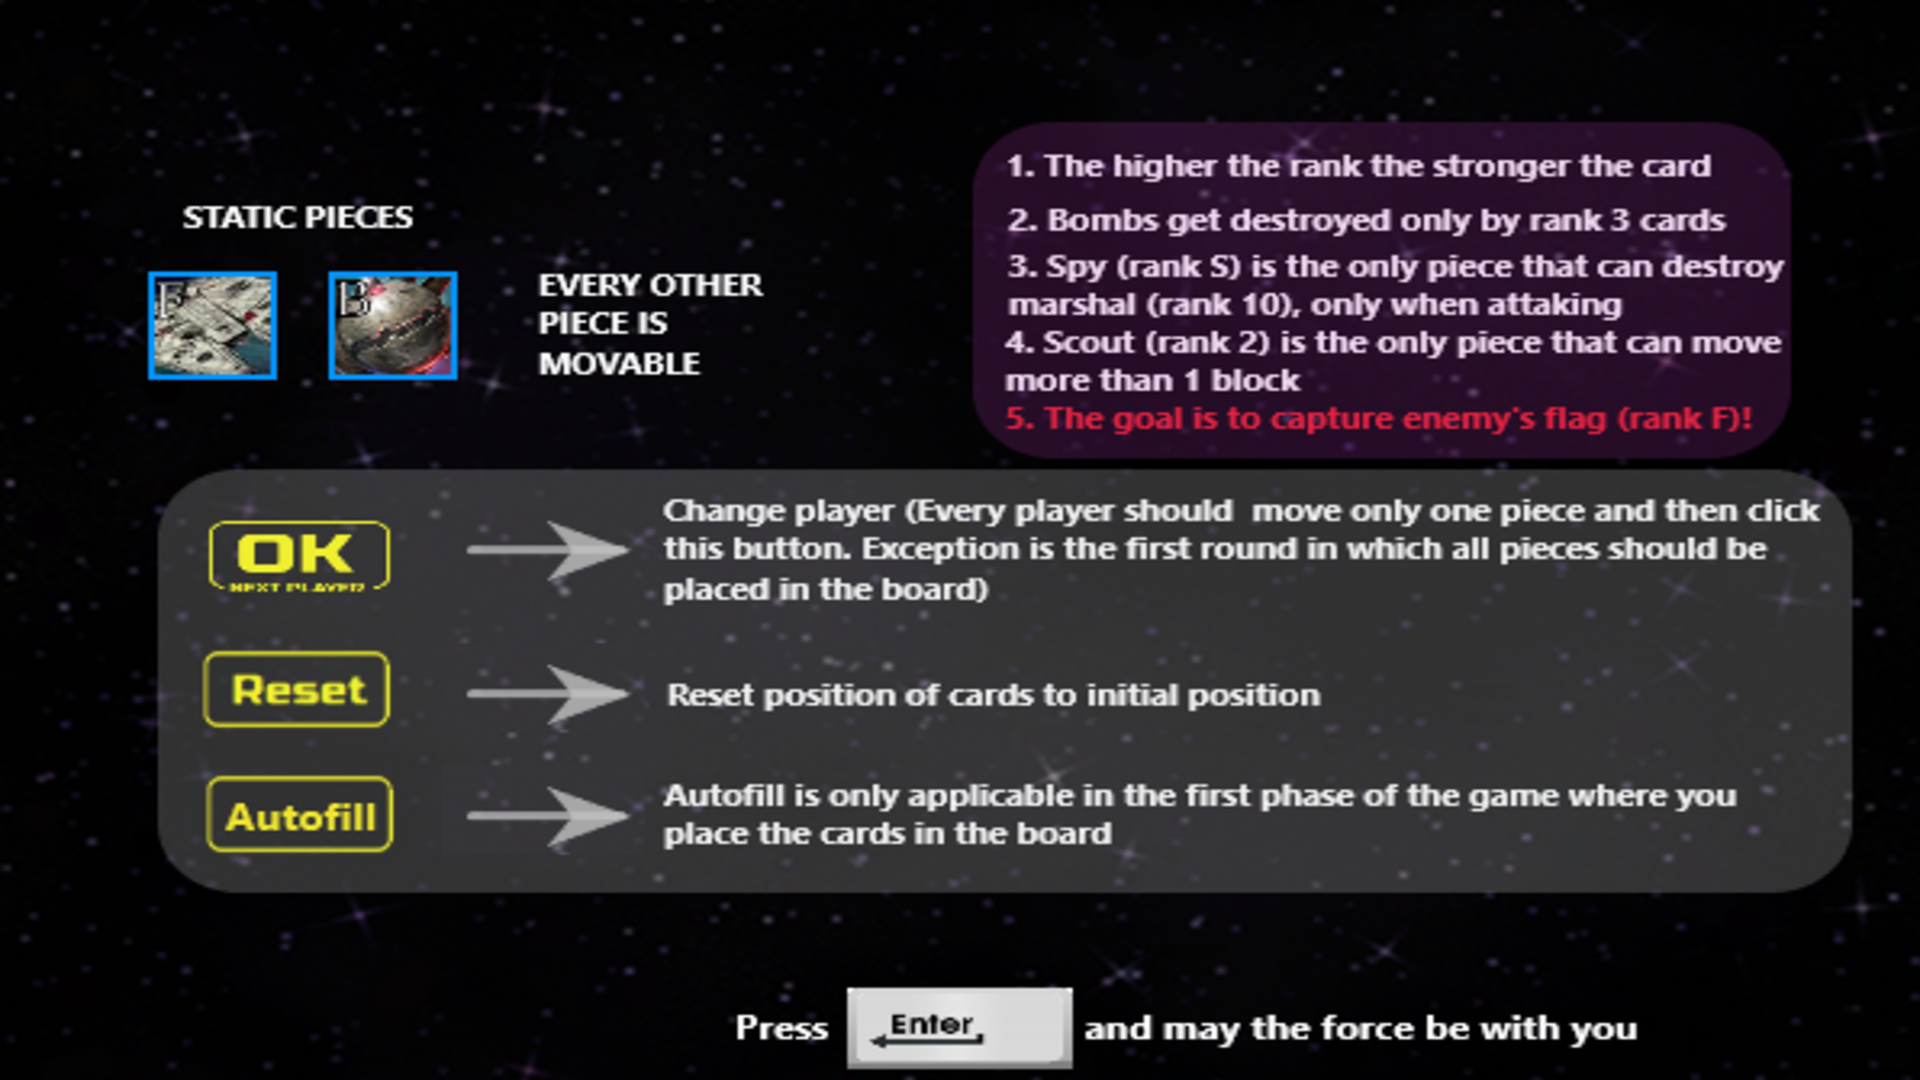 STATIC PIECES
F
B
EVERY OTHER
PIECE IS
MOVABLE
1. The higher the rank the stronger the card
2. Bombs get destroyed only by rank 3 cards
3. Spy (rank S) is the only piece that can destroy
marshal (rank 10), only when attaking
4. Scout (rank 2) is the only piece that can move
more than 1 block
5. The goal is to capture enemy's flag (rank F)!
OK
NEXT PLAYER
Change player (Every player should  move only one piece and then click
this button. Exception is the first round in which all pieces should be
placed in the board)
Reset
Reset position of cards to initial position
Autofill
Autofill is only applicable in the first phase of the game where you
place the cards in the board
Press Enter and may the force be with you